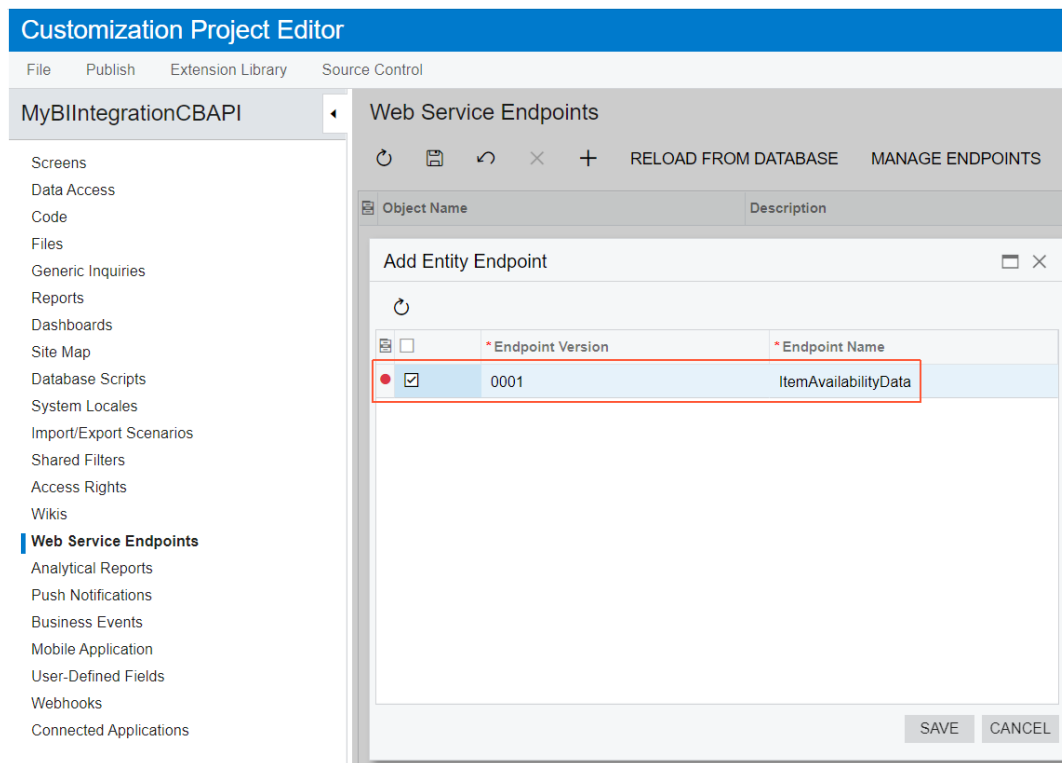 Customization Project Editor
File Publish Extension Library Source Control
MyBIIntegrationCBAPI
Screens
Data Access
Code
Files
Generic Inquiries
Reports
Dashboards
Site Map
Database Scripts
System Locales
Import/Export Scenarios
Shared Filters
Access Rights
Wikis
Web Service Endpoints
Analytical Reports
Push Notifications
Business Events
Mobile Application
User-Defined Fields
Webhooks
Connected Applications
Web Service Endpoints
RELOAD FROM DATABASE MANAGE ENDPOINTS
Object Name Description
Add Entity Endpoint
*Endpoint Version *Endpoint Name
0001 ItemAvailabilityData
SAVE CANCEL